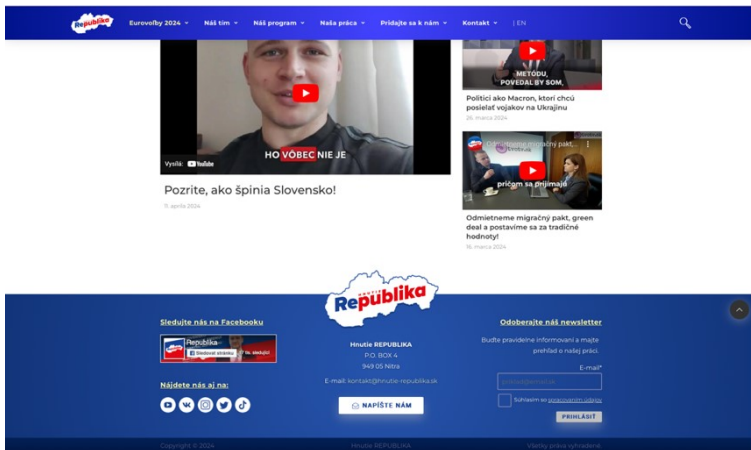 Republika
Eurovoľby 2024
Náš tím
Náš program
Naša práca
Pridajte sa k nám
Kontakt
| EN
METÓDU,
POVEDAL BY SOM,
Politici ako Macron, ktorí chcú
posielať vojakov na Ukrajinu
26. marca 2024
HO VÔBEC NIE JE
Vysílá: YouTube
Pozrite, ako špinia Slovensko!
11. apríla 2024
Odmietneme migračný pakt,...
pričom sa prijímajú
Odmietneme migračný pakt, green
deal a postavíme sa za tradičné
hodnoty!
16. marca 2024
HNUTIE
Republika
Sledujte nás na Facebooku
Republika
Sledovať stránku
Nájdete nás aj na:
Hnutie REPUBLIKA
P.O. BOX 4
949 05 Nitra
E-mail: kontakt@hnutie-republika.sk
NAPÍŠTE NÁM
Odoberajte náš newsletter
Buďte pravidelne informovaní a majte
prehľad o našej práci.
E-mail*
Súhlasím so spracovaním údajov
PRIHLÁSIŤ
Copyright © 2024
Hnutie REPUBLIKA
Všetky práva vyhradené.